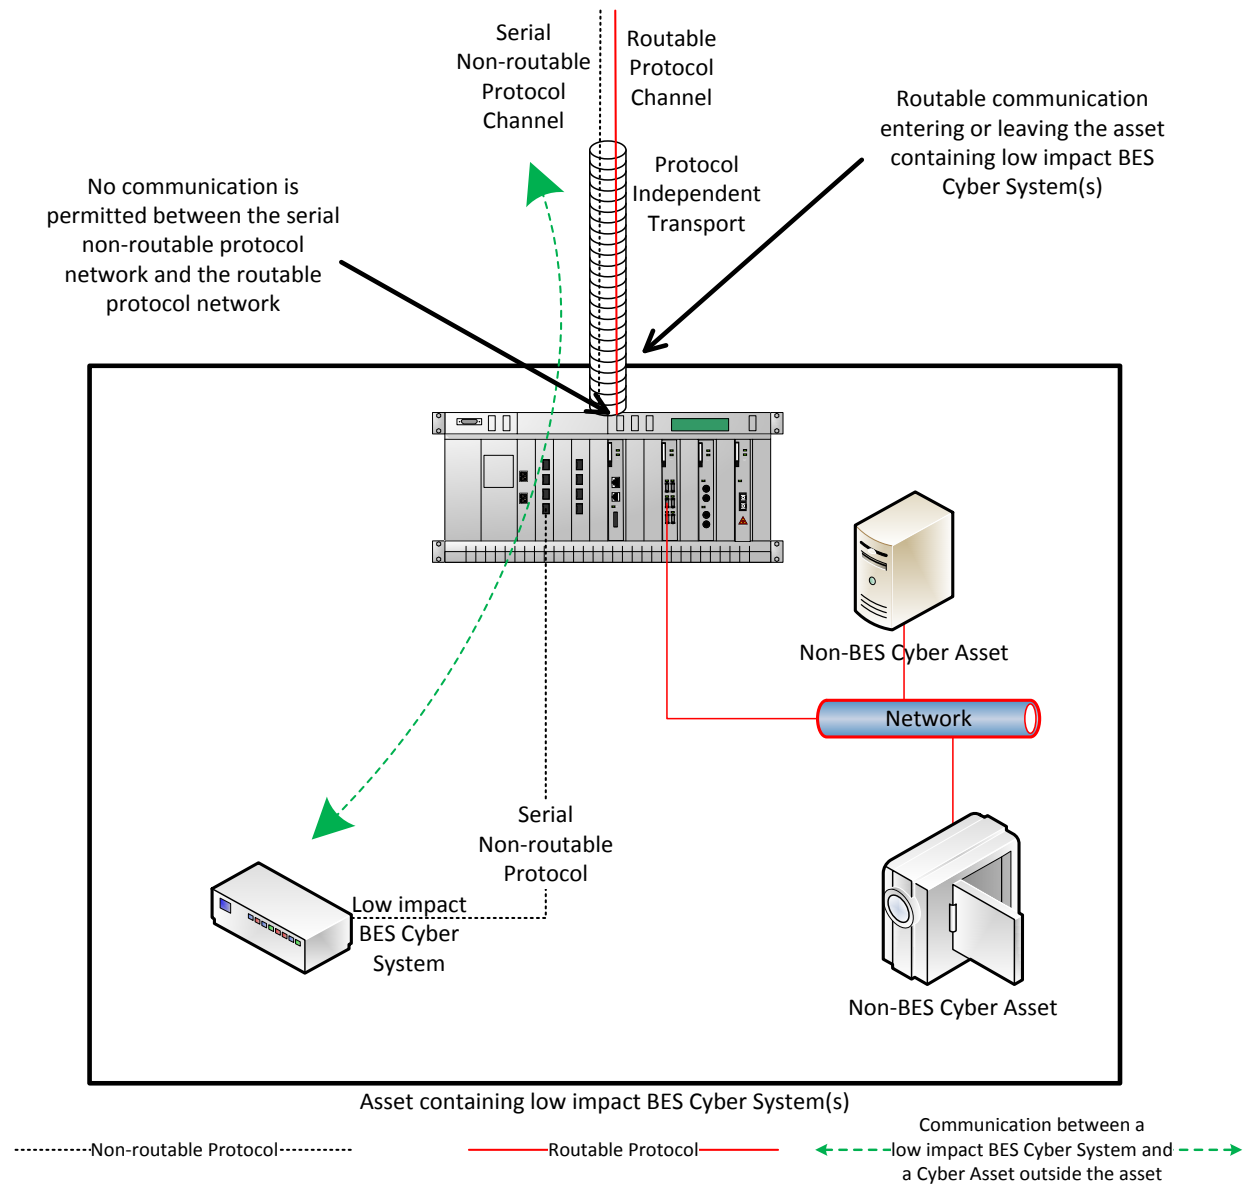 Serial
Non-routable
Protocol
Channel
Routable
Protocol
Channel
Routable communication
entering or leaving the asset
containing low impact BES
Cyber System(s)
Protocol
Independent
Transport
No communication is
permitted between the serial
non-routable protocol
network and the routable
protocol network
Non-BES Cyber Asset
Network
Serial
Non-routable
Protocol
Low impact
BES Cyber
System
Non-BES Cyber Asset
Asset containing low impact BES Cyber System(s)
Non-routable Protocol
Routable Protocol
Communication between a
low impact BES Cyber System and
a Cyber Asset outside the asset